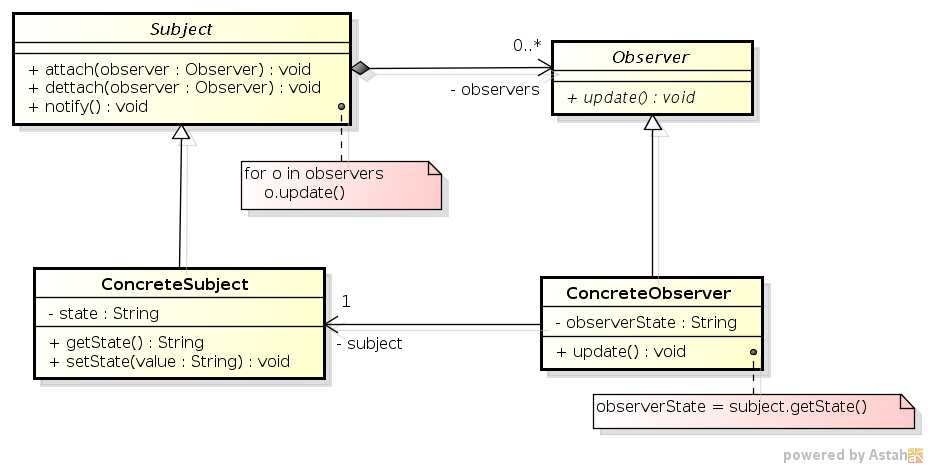 Subject
+ attach(observer : Observer) : void
+ dettach(observer : Observer) : void
+ notify() : void
0..*
- observers
Observer
+ update() : void
for o in observers
o.update()
ConcreteSubject
- state : String
+ getState() : String
+ setState(value : String) : void
1
- subject
ConcreteObserver
- observerState : String
+ update() : void
observerState = subject.getState()
powered by Astah